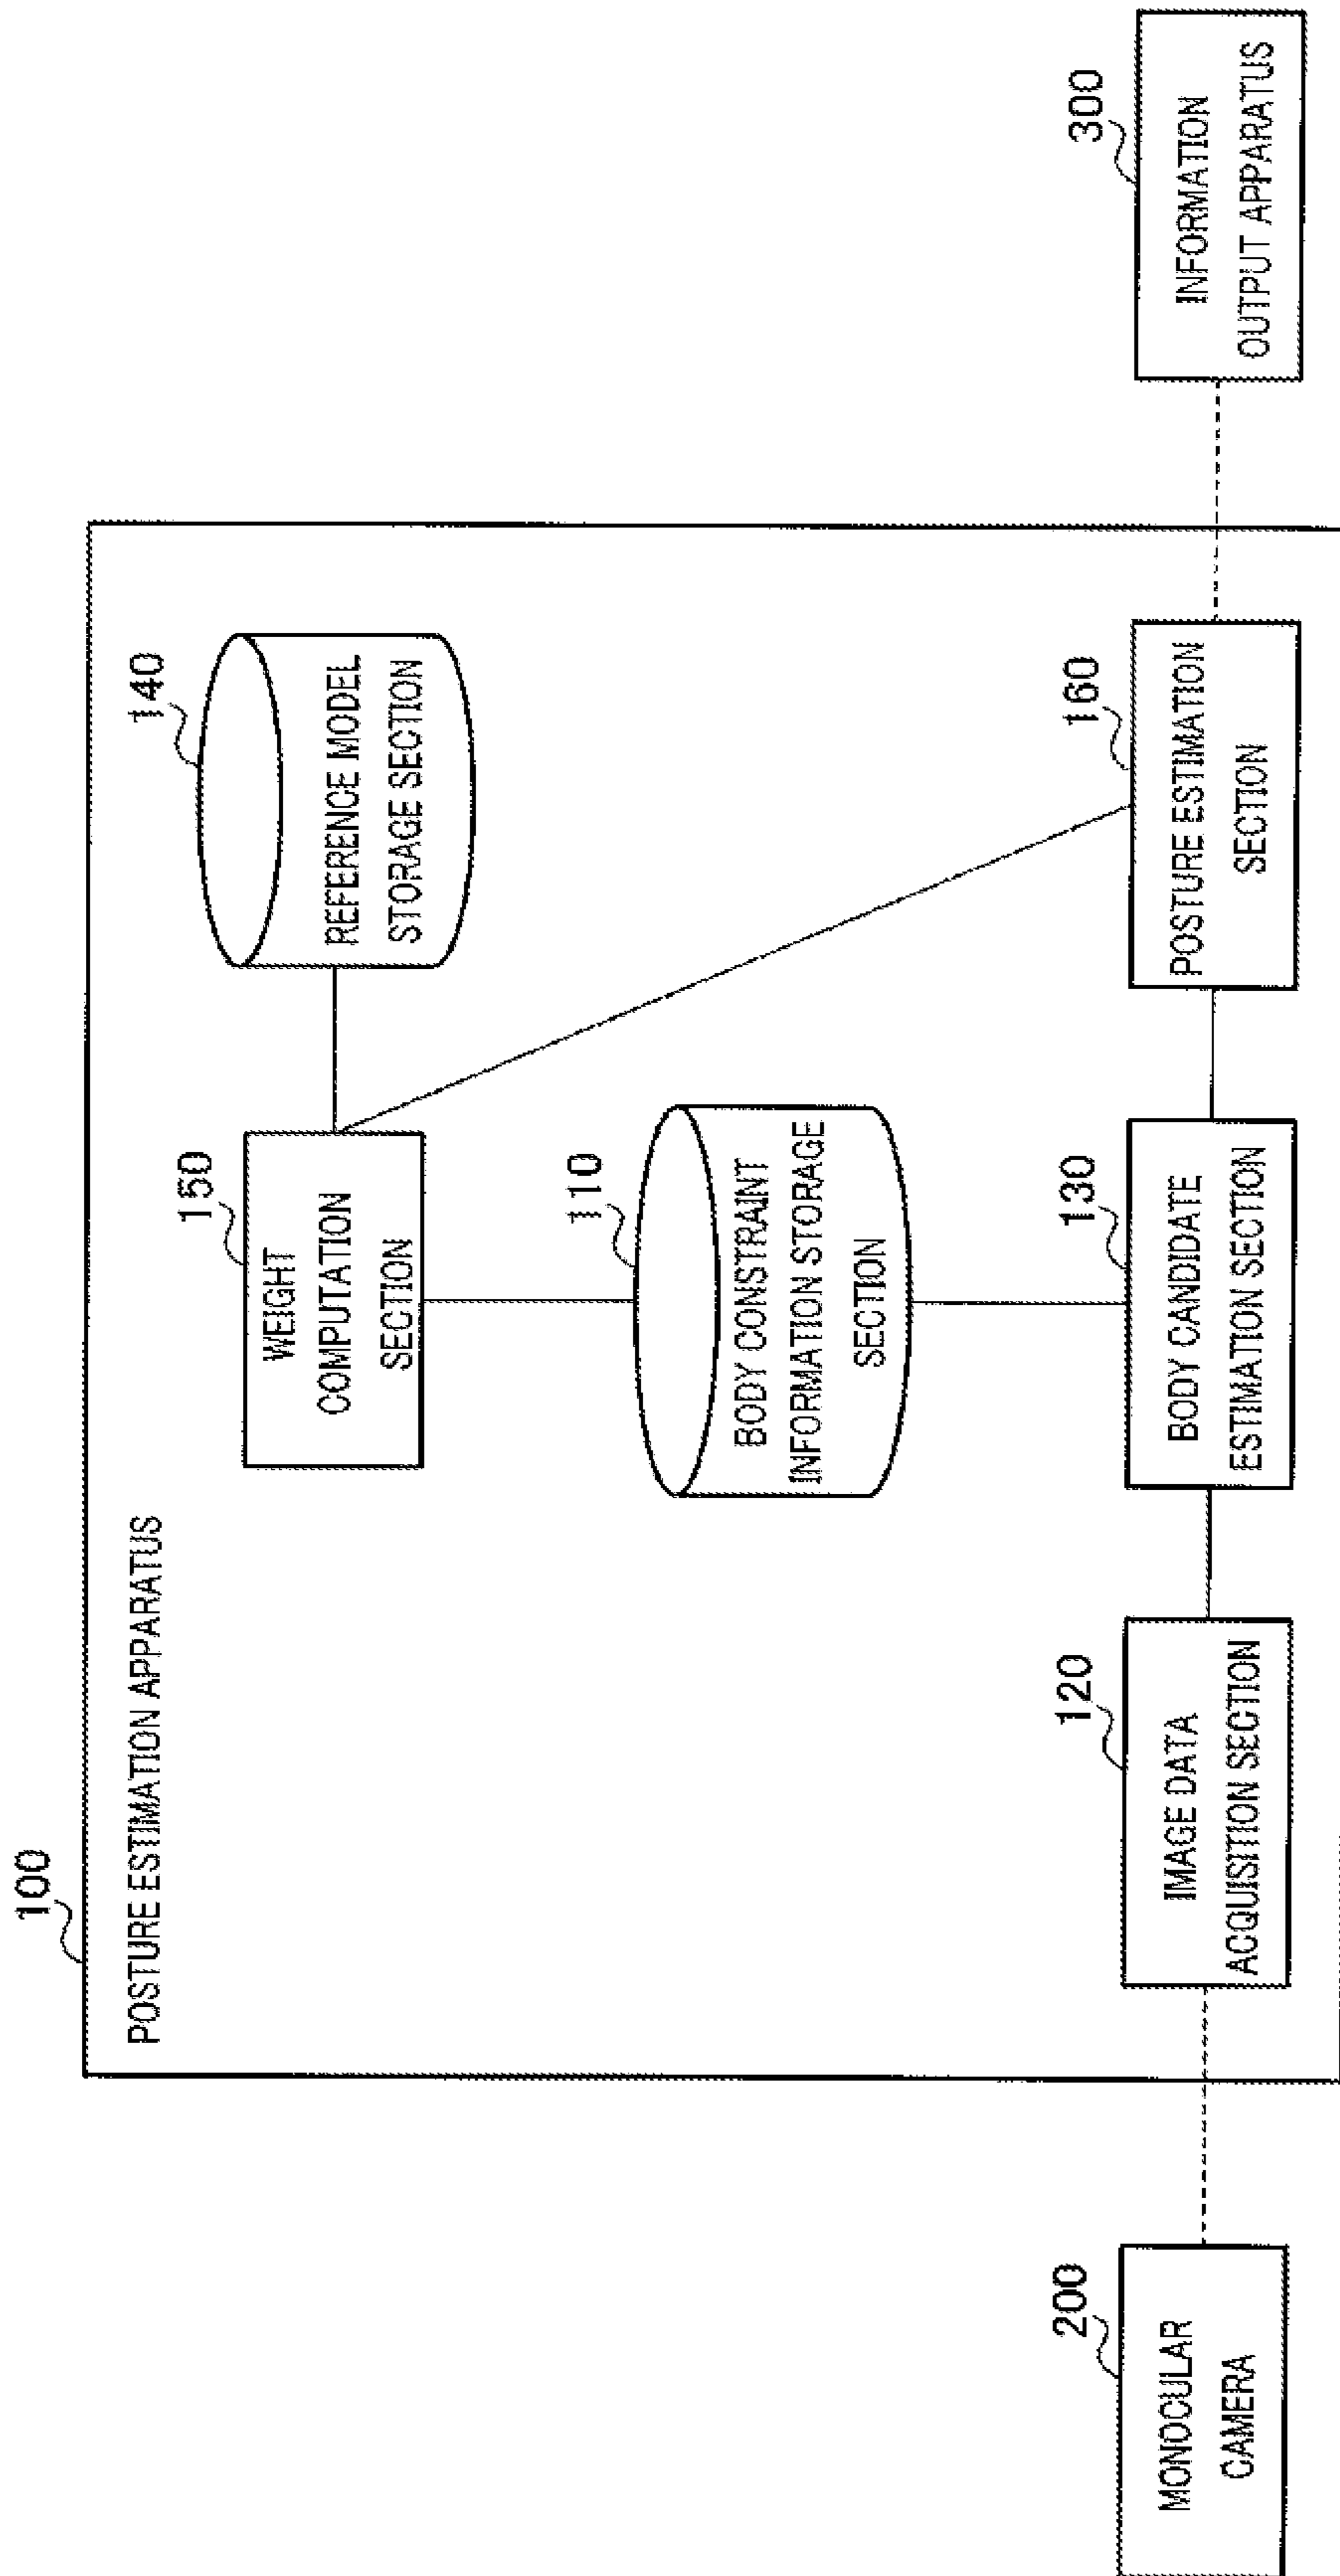 100
POSTURE ESTIMATION APPARATUS
150
WEIGHT
COMPUTATION
SECTION
140
REFERENCE MODEL
STORAGE SECTION
110
BODY CONSTRAINT
INFORMATION STORAGE
SECTION
200
MONOCULAR
CAMERA
120
IMAGE DATA
ACQUISITION SECTION
130
BODY CANDIDATE
ESTIMATION SECTION
160
POSTURE ESTIMATION
SECTION
300
INFORMATION
OUTPUT APPARATUS